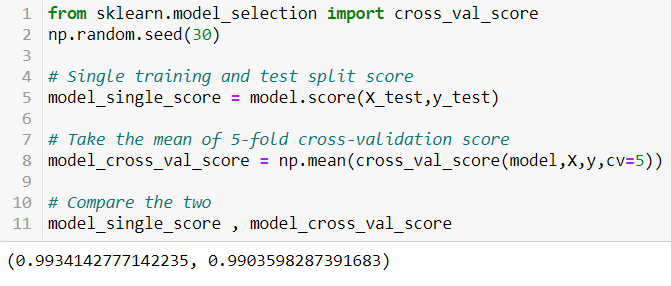 1 from sklearn.model_selection import cross_val_score
2 np.random.seed(30)
3
4 # Single training and test split score
5 model_single_score = model.score(X_test,y_test)
6
7 # Take the mean of 5-fold cross-validation score
8 model_cross_val_score = np.mean(cross_val_score(model,X,y,cv=5))
9
10 # Compare the two
11 model_single_score , model_cross_val_score
(0.9934142777142235, 0.9903598287391683)